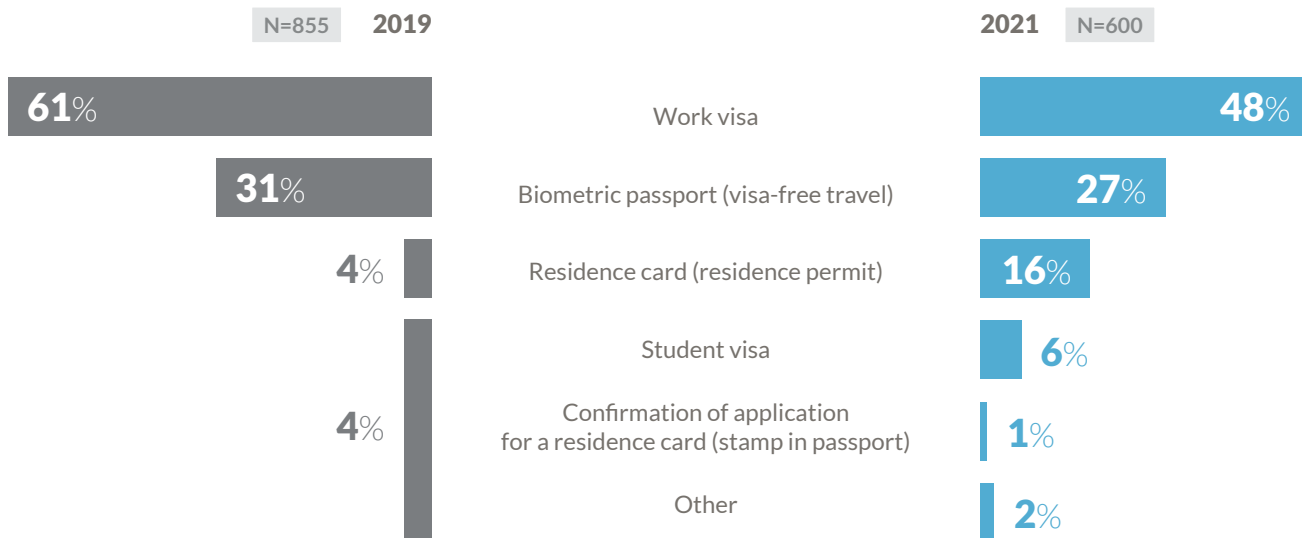 N=855 2019 2021 N=600
61% Work visa 48%
31% Biometric passport (visa-free travel) 27%
4% Residence card (residence permit) 16%
Student visa 6%
4% Confirmation of application
for a residence card (stamp in passport) 1%
Other 2%